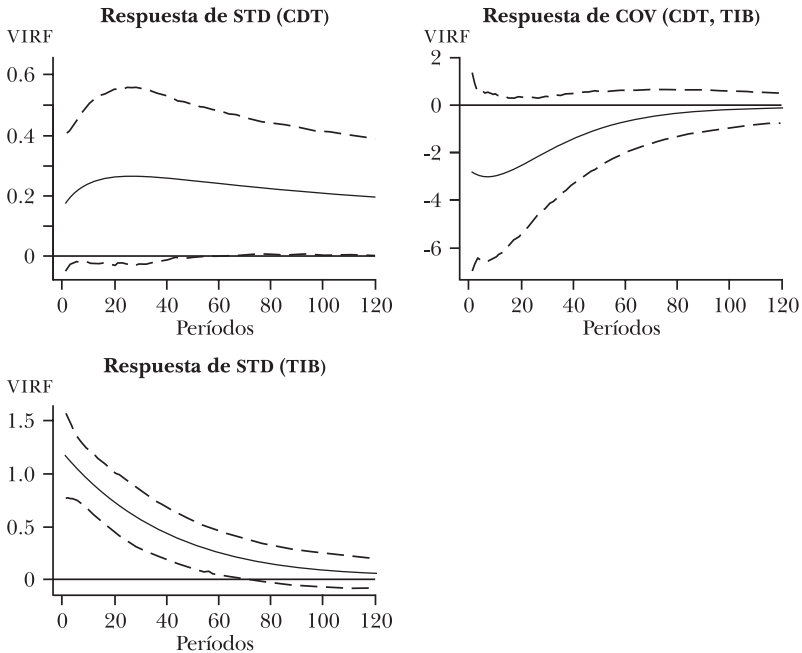 Respuesta de STD (CDT)
VIRF
0.6
0.4
0.2
0
0 20 40 60 80 100 120
Períodos
Respuesta de COV (CDT, TIB)
VIRF
2
0
-2
-4
-6
0 20 40 60 80 100 120
Períodos
Respuesta de STD (TIB)
VIRF
1.5
1.0
0.5
0
0 20 40 60 80 100 120
Períodos